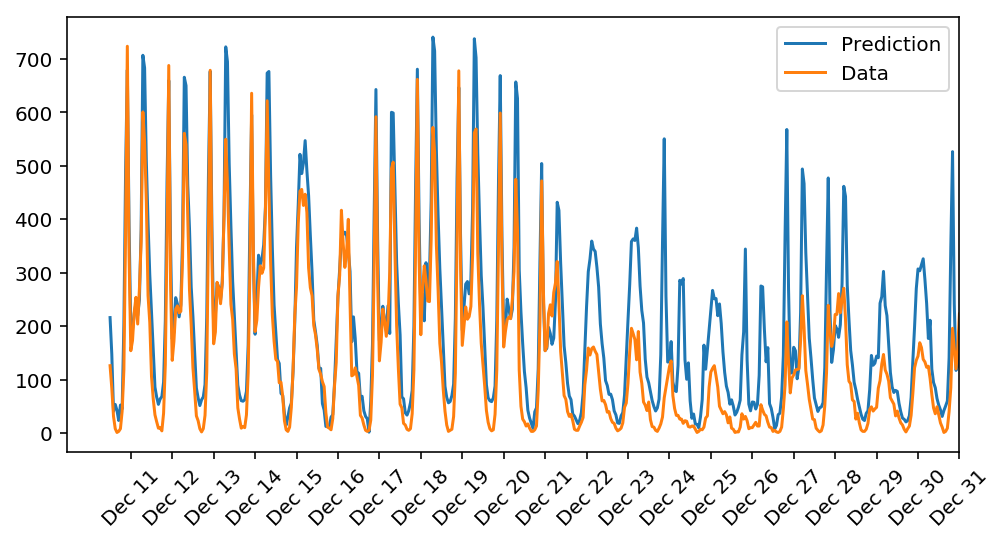 Prediction
Data
700
600
500
400
300
200
100
0
Dec 11
Dec 12
Dec 13
Dec 14
Dec 15
Dec 16
Dec 17
Dec 18
Dec 19
Dec 20
Dec 21
Dec 22
Dec 23
Dec 24
Dec 25
Dec 26
Dec 27
Dec 28
Dec 29
Dec 30
Dec 31